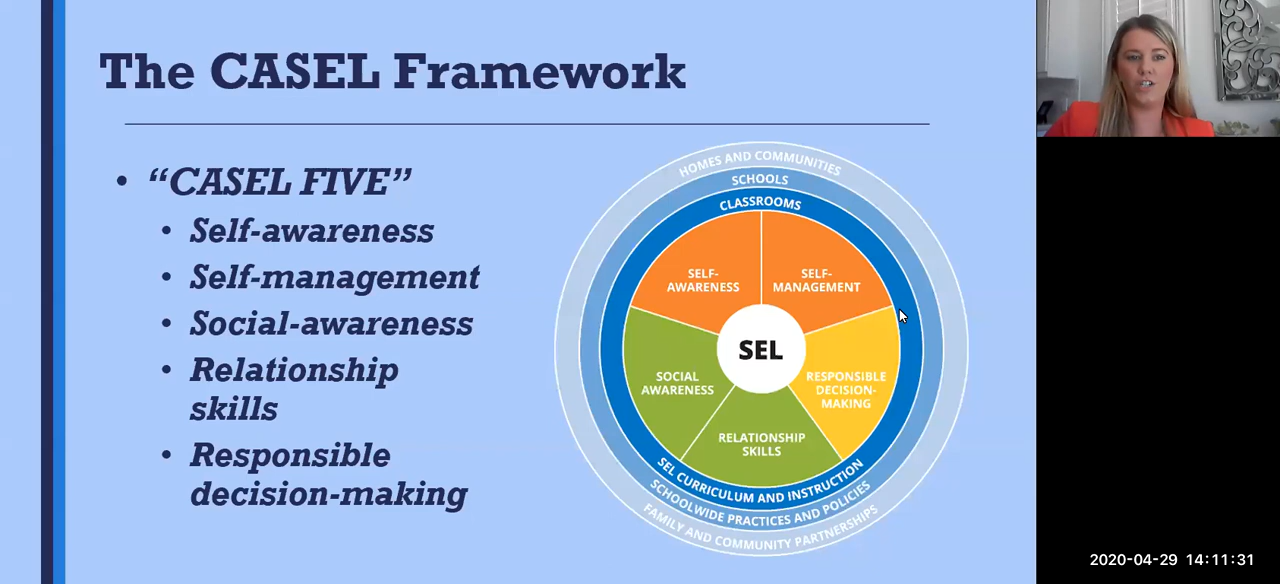 The CASEL Framework
• “CASEL FIVE”
• Self-awareness
• Self-management
• Social-awareness
• Relationship
skills
• Responsible
decision-making
HOMES AND COMMUNITIES
SCHOOLS
CLASSROOMS
SELF-
AWARENESS
SELF-
MANAGEMENT
SEL
SOCIAL
AWARENESS
RESPONSIBLE
DECISION-
MAKING
RELATIONSHIP
SKILLS
SEL CURRICULUM AND INSTRUCTION
SCHOOLWIDE PRACTICES AND POLICIES
FAMILY AND COMMUNITY PARTNERSHIPS
2020-04-29 14:11:31